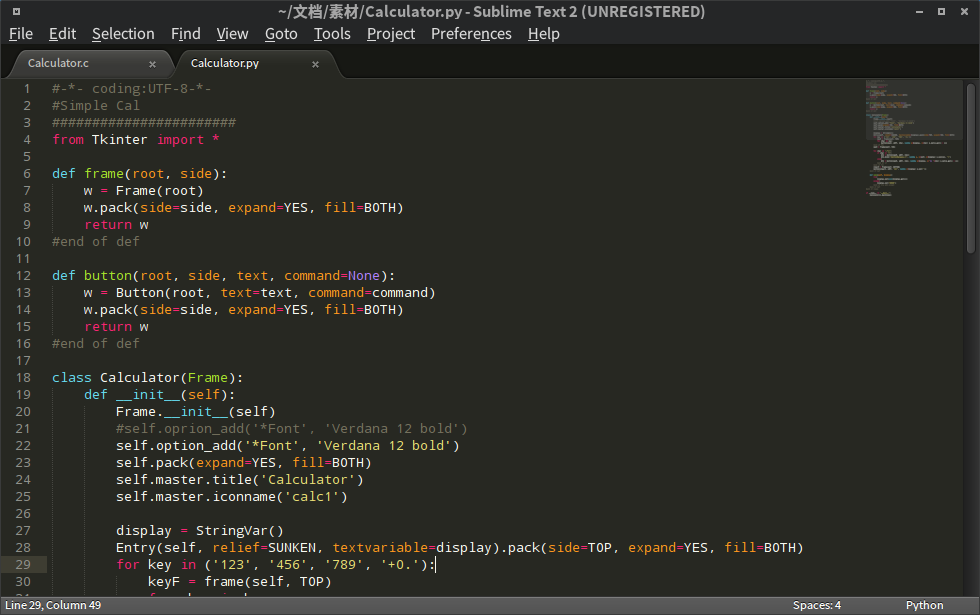 ~/文档/素材/Calculator.py - Sublime Text 2 (UNREGISTERED)
File Edit Selection Find View Goto Tools Project Preferences Help
Calculator.c × Calculator.py ×
1 #-*- coding:UTF-8-*-
2 #Simple Cal
3 #######################
4 from Tkinter import *
5
6 def frame(root, side):
7     w = Frame(root)
8     w.pack(side=side, expand=YES, fill=BOTH)
9     return w
10 #end of def
11
12 def button(root, side, text, command=None):
13     w = Button(root, text=text, command=command)
14     w.pack(side=side, expand=YES, fill=BOTH)
15     return w
16 #end of def
17
18 class Calculator(Frame):
19     def __init__(self):
20         Frame.__init__(self)
21         #self.oprion_add('*Font', 'Verdana 12 bold')
22         self.option_add('*Font', 'Verdana 12 bold')
23         self.pack(expand=YES, fill=BOTH)
24         self.master.title('Calculator')
25         self.master.iconname('calc1')
26
27         display = StringVar()
28         Entry(self, relief=SUNKEN, textvariable=display).pack(side=TOP, expand=YES, fill=BOTH)
29         for key in ('123', '456', '789', '+0.'):
30             keyF = frame(self, TOP)
Line 29, Column 49 Spaces: 4 Python